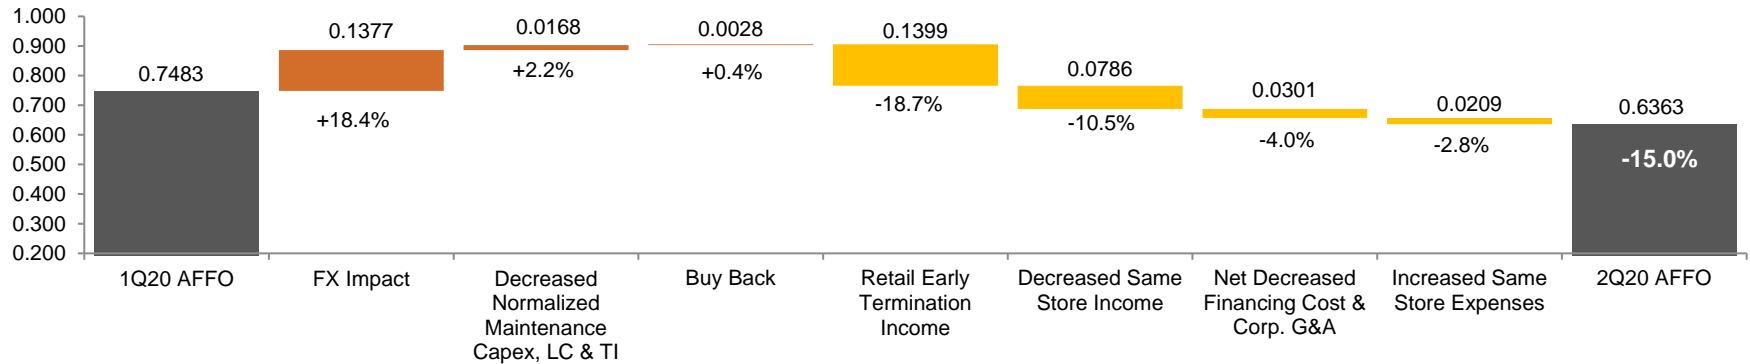 1.000
0.900
0.800
0.700
0.600
0.500
0.400
0.300
0.200
0.7483
0.1377
+18.4%
0.0168
+2.2%
0.0028
+0.4%
0.1399
-18.7%
0.0786
-10.5%
0.0301
-4.0%
0.0209
-2.8%
0.6363
-15.0%
1Q20 AFFO
FX Impact
Decreased
Normalized
Maintenance
Capex, LC & TI
Buy Back
Retail Early
Termination
Income
Decreased Same
Store Income
Net Decreased
Financing Cost &
Corp. G&A
Increased Same
Store Expenses
2Q20 AFFO